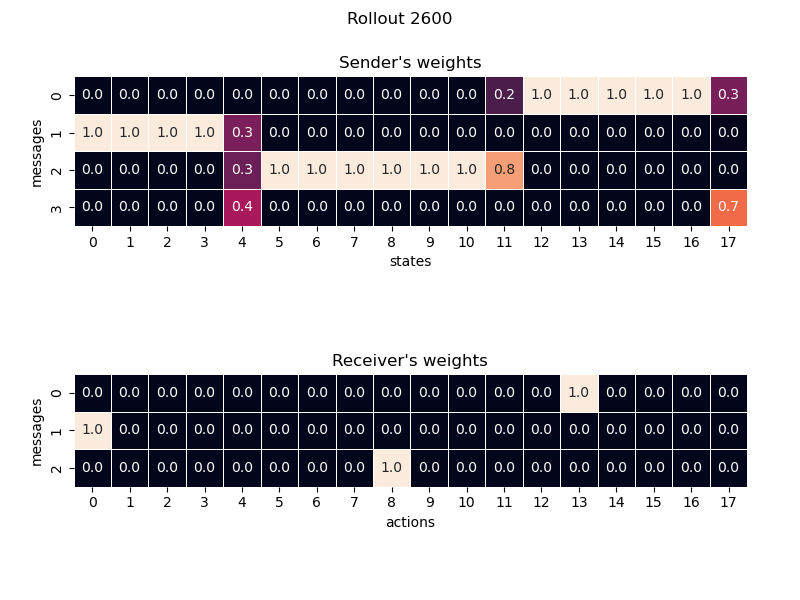 Rollout 2600
Sender's weights
0 0.0 0.0 0.0 0.0 0.0 0.0 0.0 0.0 0.0 0.0 0.0 0.2 1.0 1.0 1.0 1.0 1.0 0.3
1 1.0 1.0 1.0 1.0 0.3 0.0 0.0 0.0 0.0 0.0 0.0 0.0 0.0 0.0 0.0 0.0 0.0 0.0
messages
2 0.0 0.0 0.0 0.0 0.3 1.0 1.0 1.0 1.0 1.0 1.0 0.8 0.0 0.0 0.0 0.0 0.0 0.0
3 0.0 0.0 0.0 0.0 0.4 0.0 0.0 0.0 0.0 0.0 0.0 0.0 0.0 0.0 0.0 0.0 0.0 0.7
0 1 2 3 4 5 6 7 8 9 10 11 12 13 14 15 16 17
states
Receiver's weights
0 0.0 0.0 0.0 0.0 0.0 0.0 0.0 0.0 0.0 0.0 0.0 0.0 0.0 1.0 0.0 0.0 0.0 0.0
messages
1 1.0 0.0 0.0 0.0 0.0 0.0 0.0 0.0 0.0 0.0 0.0 0.0 0.0 0.0 0.0 0.0 0.0 0.0
2 0.0 0.0 0.0 0.0 0.0 0.0 0.0 0.0 1.0 0.0 0.0 0.0 0.0 0.0 0.0 0.0 0.0 0.0
0 1 2 3 4 5 6 7 8 9 10 11 12 13 14 15 16 17
actions